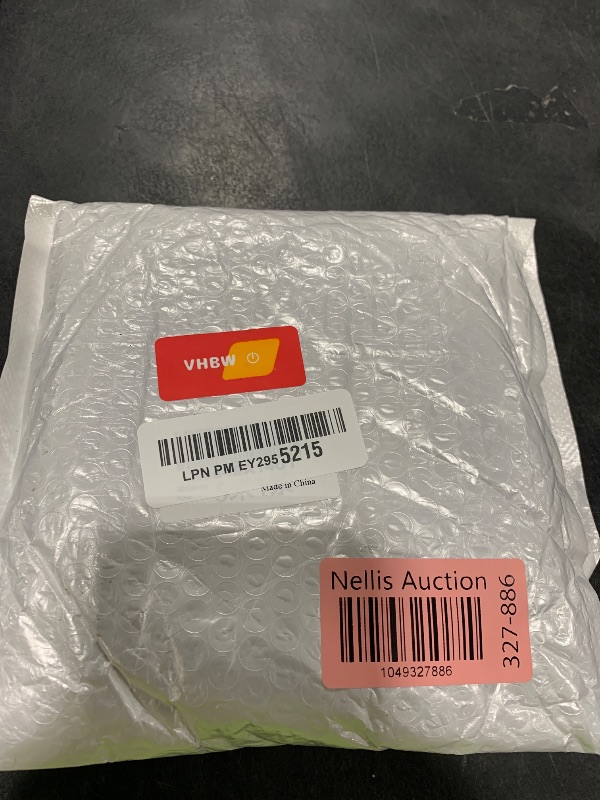 VHBW
LPN PM EY2955215
Made in China
Nellis Auction
1049327886
327-886